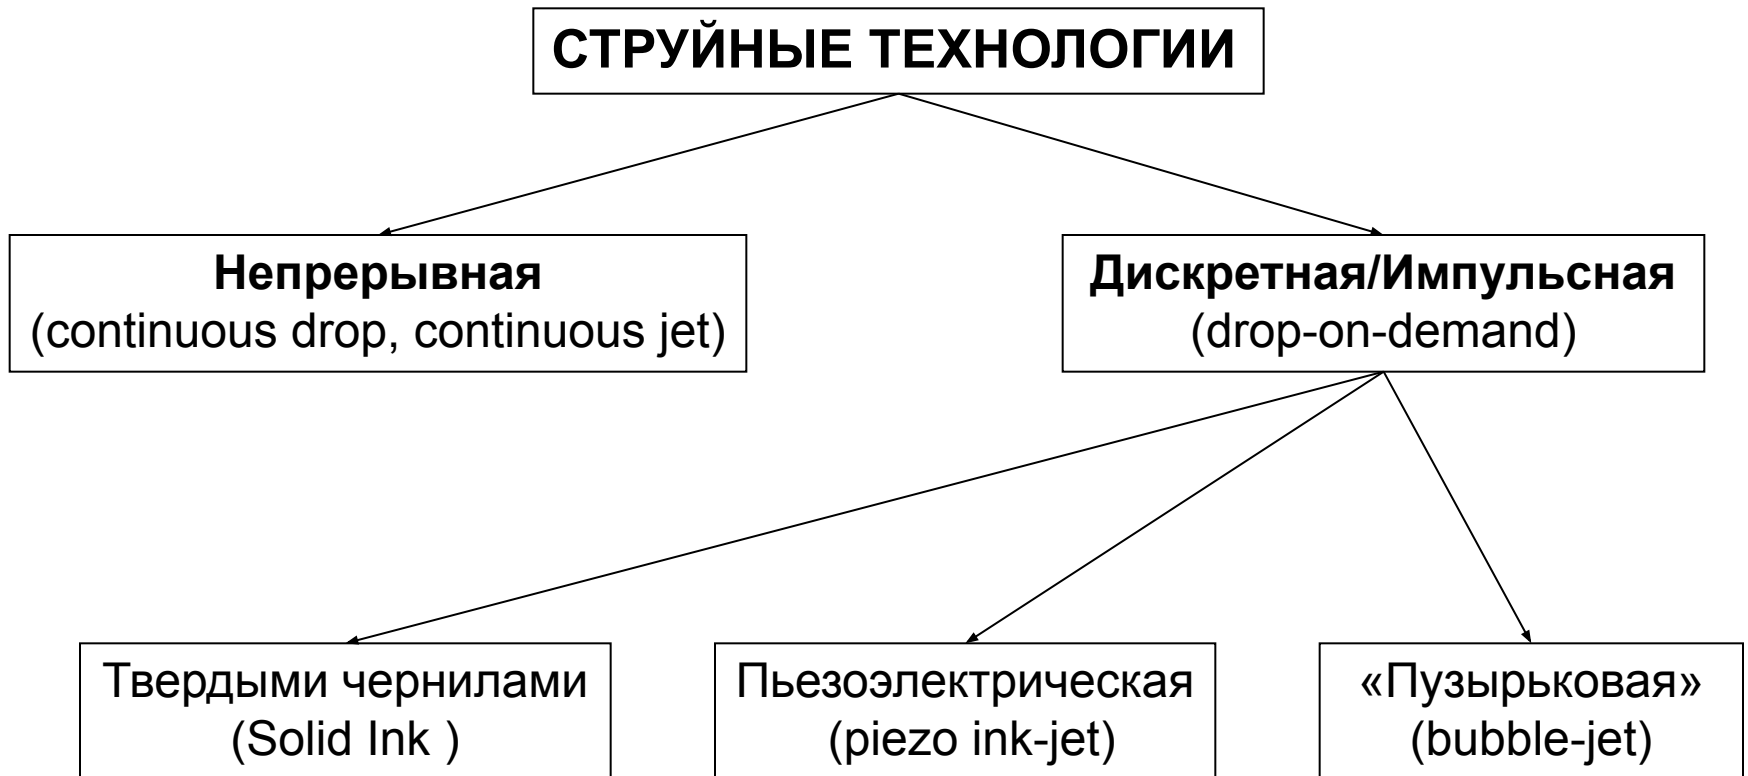 СТРУЙНЫЕ ТЕХНОЛОГИИ
Непрерывная
(continuous drop, continuous jet)
Дискретная/Импульсная
(drop-on-demand)
Твердыми чернилами
(Solid Ink )
Пьезоэлектрическая
(piezo ink-jet)
«Пузырьковая»
(bubble-jet)